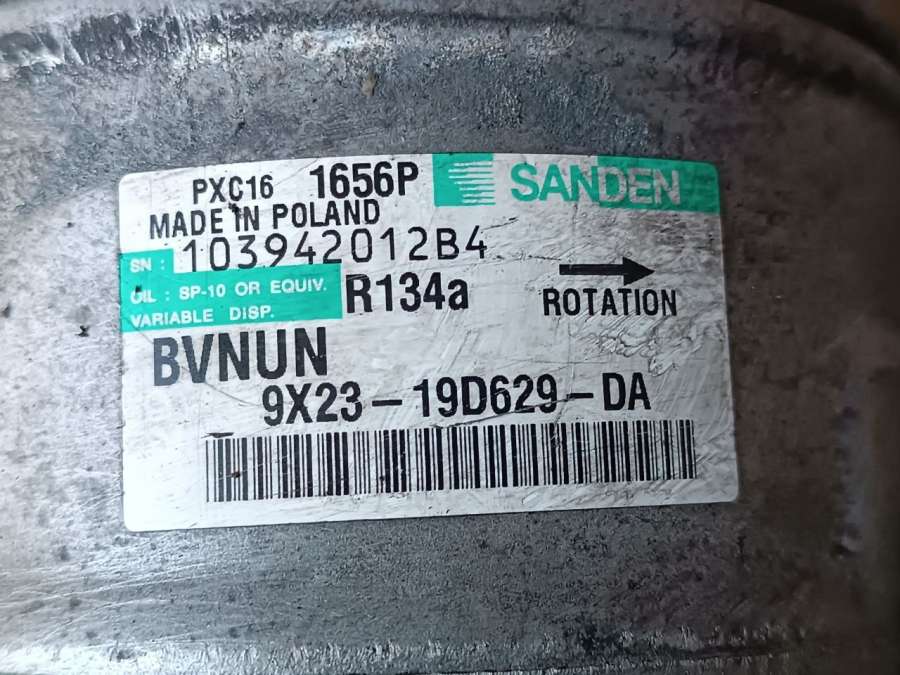 PXC16 1656P SANDEN
MADE IN POLAND
SN : 103942012B4
OIL : SP-10 OR EQUIV. R134a
VARIABLE DISP. ROTATION
BVNUN
9X23-19D629-DA